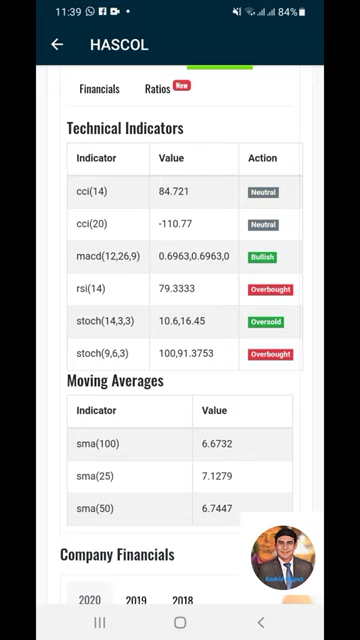 11:39
84%
HASCOL
Financials Ratios New
Technical Indicators
Indicator Value Action
cci(14) 84.721 Neutral
cci(20) -110.77 Neutral
macd(12,26,9) 0.6963,0.6963,0 Bullish
rsi(14) 79.3333 Overbought
stoch(14,3,3) 10.6,16.45 Oversold
stoch(9,6,3) 100,91.3753 Overbought
Moving Averages
Indicator Value
sma(100) 6.6732
sma(25) 7.1279
sma(50) 6.7447
Company Financials
2020 2019 2018